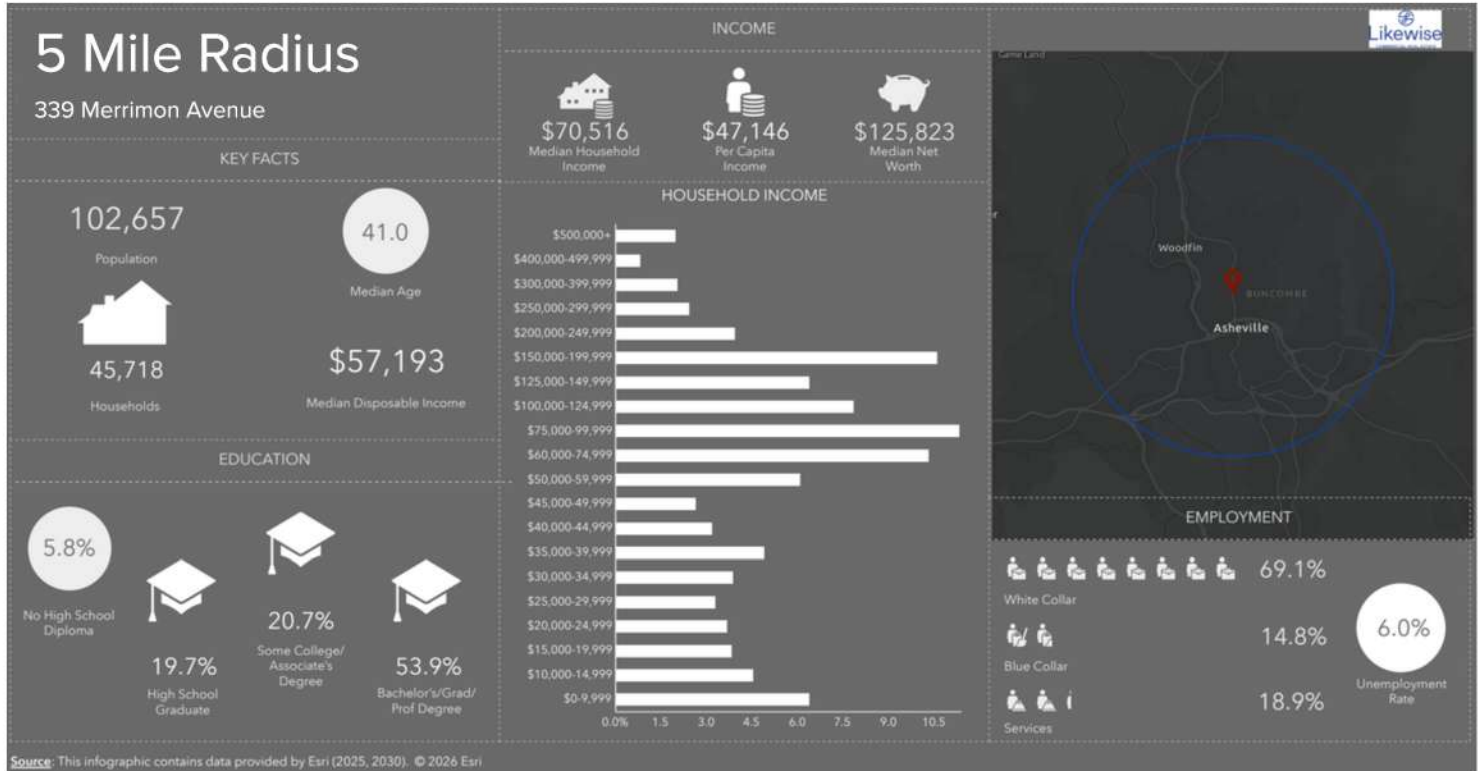 5 Mile Radius
339 Merrimon Avenue
KEY FACTS
102,657
Population
41.0
Median Age
45,718
Households
$57,193
Median Disposable Income
EDUCATION
5.8%
No High School
Diploma
19.7%
High School
Graduate
20.7%
Some College/
Associate's
Degree
53.9%
Bachelor's/Grad/
Prof Degree
INCOME
$70,516
Median Household
Income
$47,146
Per Capita
Income
$125,823
Median Net
Worth
HOUSEHOLD INCOME
$500,000+
$400,000-499,999
$300,000-399,999
$250,000-299,999
$200,000-249,999
$150,000-199,999
$125,000-149,999
$100,000-124,999
$75,000-99,999
$60,000-74,999
$50,000-59,999
$45,000-49,999
$40,000-44,999
$35,000-39,999
$30,000-34,999
$25,000-29,999
$20,000-24,999
$15,000-19,999
$10,000-14,999
$0-9,999
0.0% 1.5 3.0 4.5 6.0 7.5 9.0 10.5
Likewise
Game Land
Woodfin
BUNCOMBE
Asheville
EMPLOYMENT
69.1%
White Collar
14.8%
Blue Collar
18.9%
Services
6.0%
Unemployment
Rate
Source: This infographic contains data provided by Esri (2025, 2030). © 2026 Esri